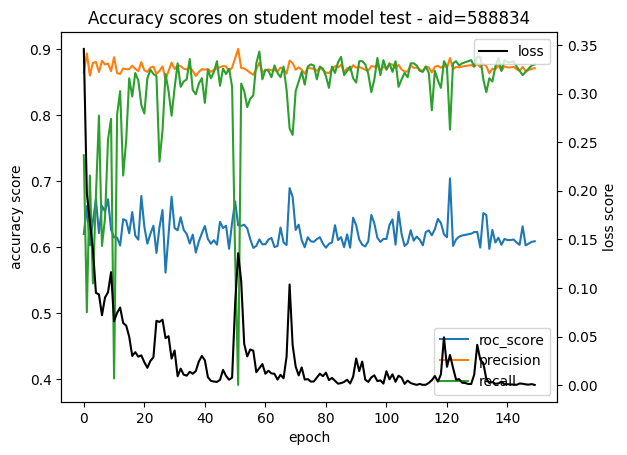 Accuracy scores on student model test - aid=588834
accuracy score
0.9
0.8
0.7
0.6
0.5
0.4
0 20 40 60 80 100 120 140
epoch
loss score
0.35
0.30
0.25
0.20
0.15
0.10
0.05
0.00
loss
roc_score
precision
recall